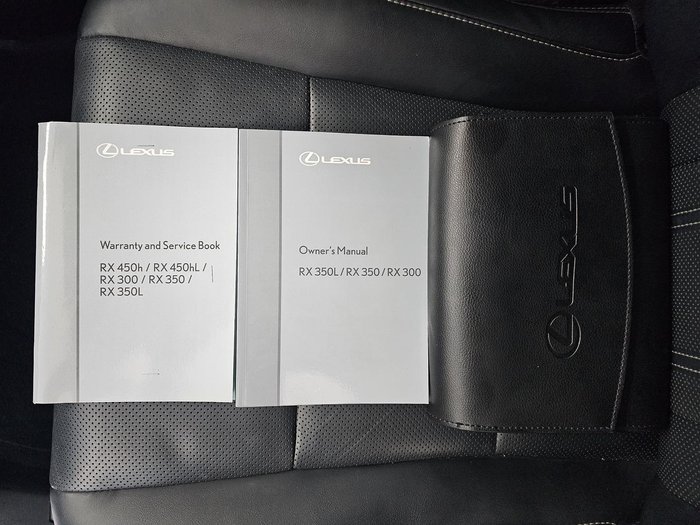 LEXUS
Warranty and Service Book
RX 450h / RX 450hL /
RX 300 / RX 350 /
RX 350L
LEXUS
Owner's Manual
RX 350L / RX 350 / RX 300
LEXUS